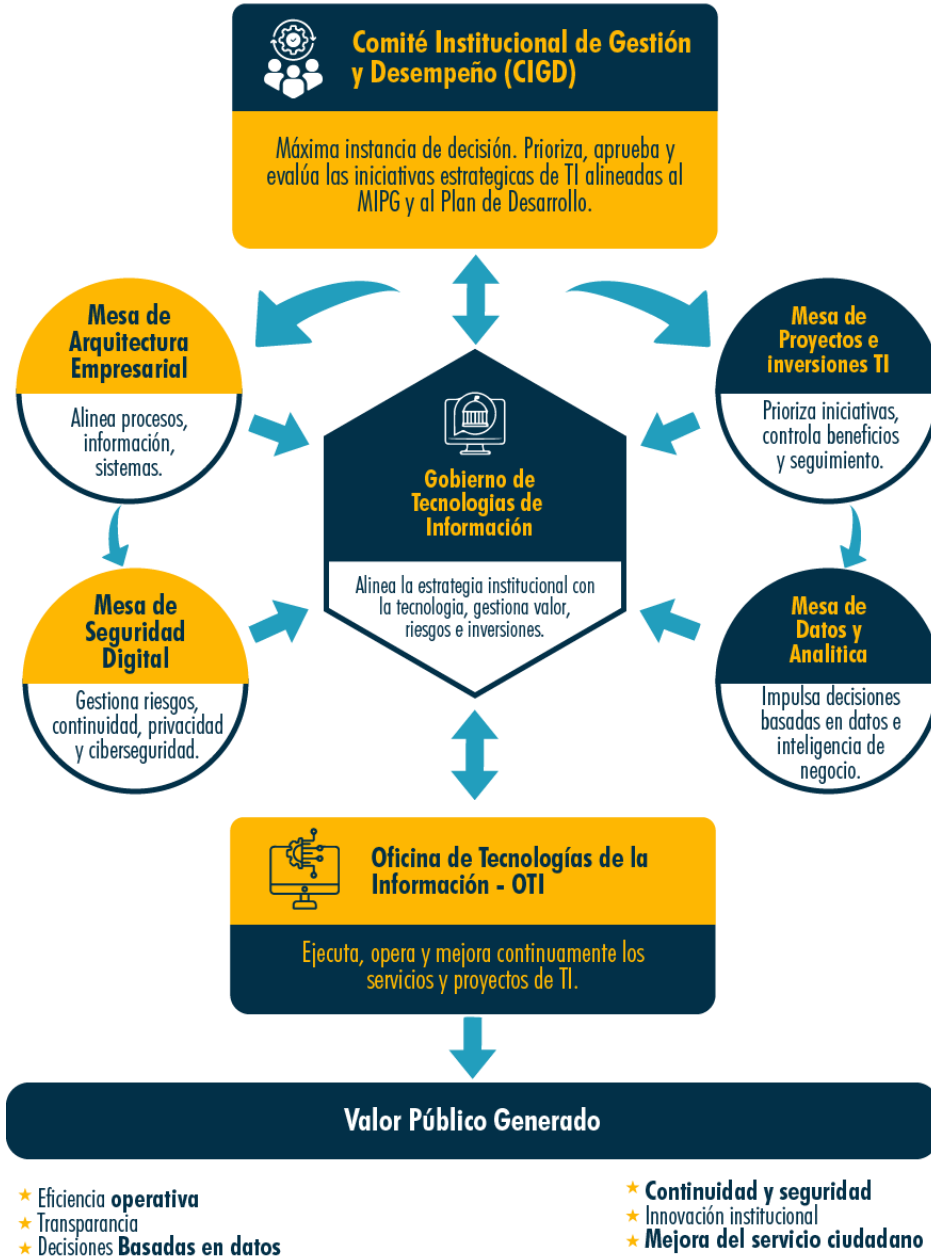 Comité Institucional de Gestión
y Desempeño (CIGD)
Máxima instancia de decisión. Prioriza, aprueba y
evalúa las iniciativas estrategicas de TI alineadas al
MIPG y al Plan de Desarrollo.
Mesa de
Arquitectura
Empresarial
Alinea procesos,
información,
sistemas.
Mesa de
Proyectos e
inversiones TI
Prioriza iniciativas,
controla beneficios
y seguimiento.
Gobierno de
Tecnologias de
Información
Alinea la estrategia institucional con
la tecnologia, gestiona valor,
riesgos e inversiones.
Mesa de
Seguridad
Digital
Gestiona riesgos,
continuidad, privacidad
y ciberseguridad.
Mesa de
Datos y
Analitica
Impulsa decisiones
basadas en datos e
inteligencia de
negocio.
Oficina de Tecnologías de la
Información - OTI
Ejecuta, opera y mejora continuamente los
servicios y proyectos de TI.
Valor Público Generado
Eficiencia operativa
Transparancia
Decisiones Basadas en datos
Continuidad y seguridad
Innovación institucional
Mejora del servicio ciudadano